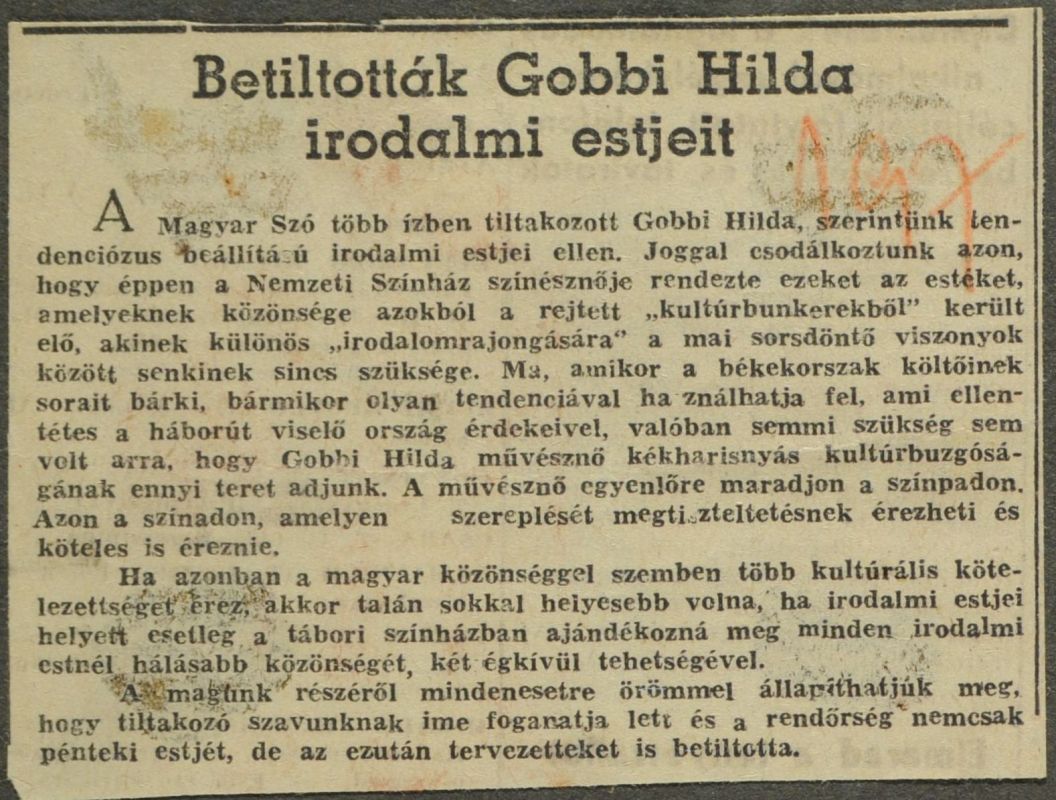 Betiltották Gobbi Hilda
irodalmi estjeit
A Magyar Szó több ízben tiltakozott Gobbi Hilda, szerintünk ten-
denciózus beállítású irodalmi estjei ellen. Joggal csodálkoztunk azon,
hogy éppen a Nemzeti Színház színésznője rendezte ezeket az estéket,
amelyeknek közönsége azokból a rejtett „kultúrbunkerekből" került
elő, akinek különös „irodalomrajongására" a mai sorsdöntő viszonyok
között senkinek sincs szüksége. Ma, amikor a békekorszak költőinek
sorait bárki, bármikor olyan tendenciával ha ználhatja fel, ami ellen-
tétes a háborút viselő ország érdekeivel, valóban semmi szükség sem
volt arra, hogy Gobbi Hilda művésznő kékharisnyás kultúrbuzgósá-
gának ennyi teret adjunk. A művésznő egyenlőre maradjon a színpadon.
Azon a színadon, amelyen szereplését megtiszteltetésnek érezheti és
köteles is éreznie.
Ha azonban a magyar közönséggel szemben több kultúrális köte-
lezettséget érez, akkor talán sokkal helyesebb volna, ha irodalmi estjei
helyett esetleg a tábori színházban ajándékozná meg minden irodalmi
estnél hálásabb közönségét, két égkívül tehetségével.
A magunk részéről mindenesetre örömmel állapíthatjuk meg,
hogy tiltakozó szavunknak ime foganatja lett és a rendőrség nemcsak
pénteki estjét, de az ezután tervezetteket is betiltotta.